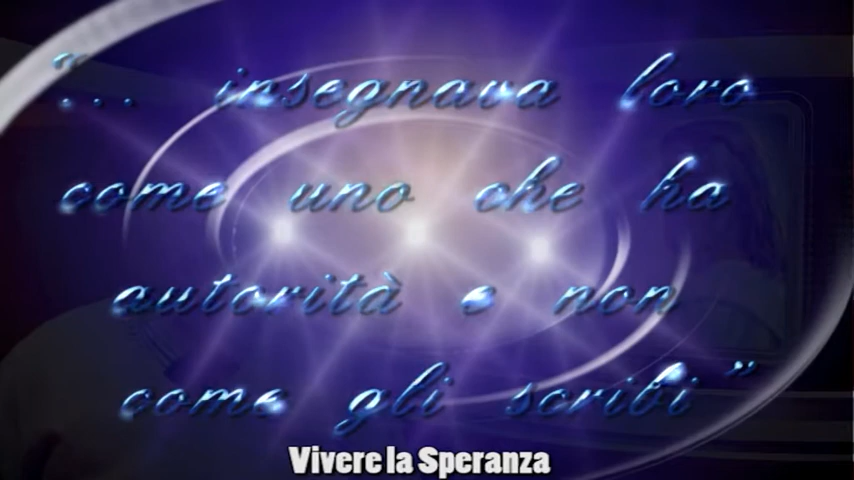 “... insegnava loro
come uno che ha
autorità e non
come gli scribi”
Vivere la Speranza